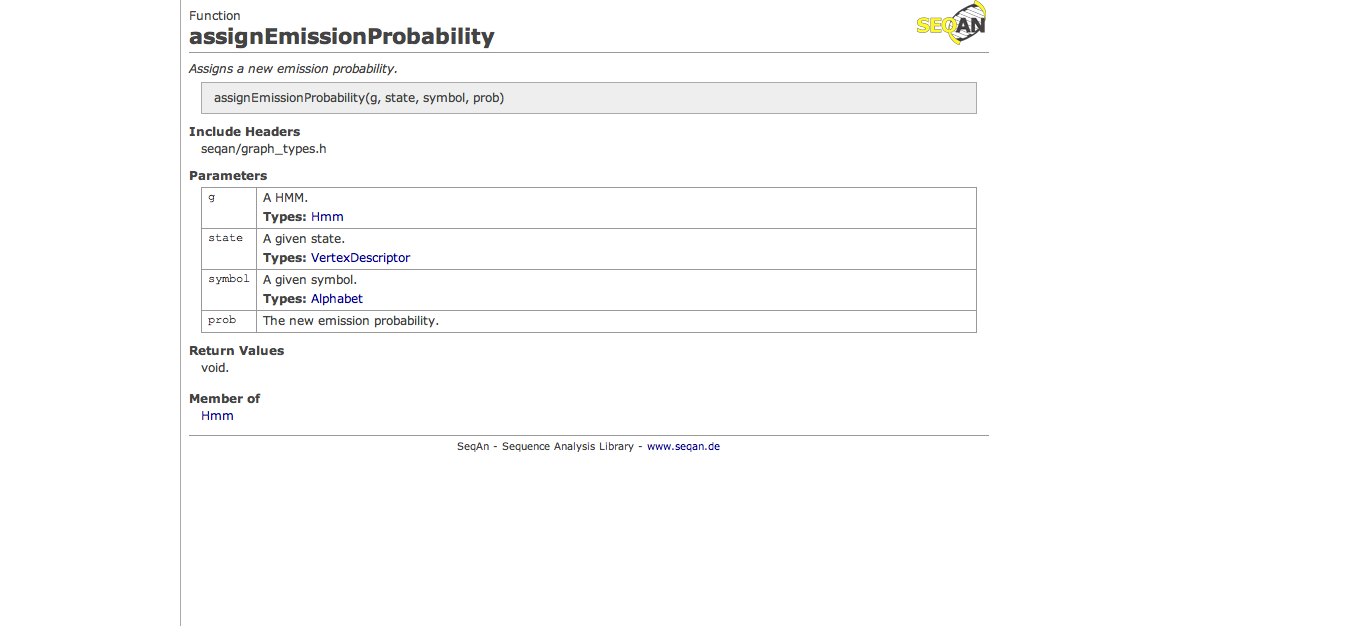 Function
SEQAN
assignEmissionProbability
Assigns a new emission probability.
assignEmissionProbability(g, state, symbol, prob)
Include Headers
seqan/graph_types.h
Parameters
g
A HMM.
Types: Hmm
state
A given state.
Types: VertexDescriptor
symbol
A given symbol.
Types: Alphabet
prob
The new emission probability.
Return Values
void.
Member of
Hmm
SeqAn - Sequence Analysis Library - www.seqan.de